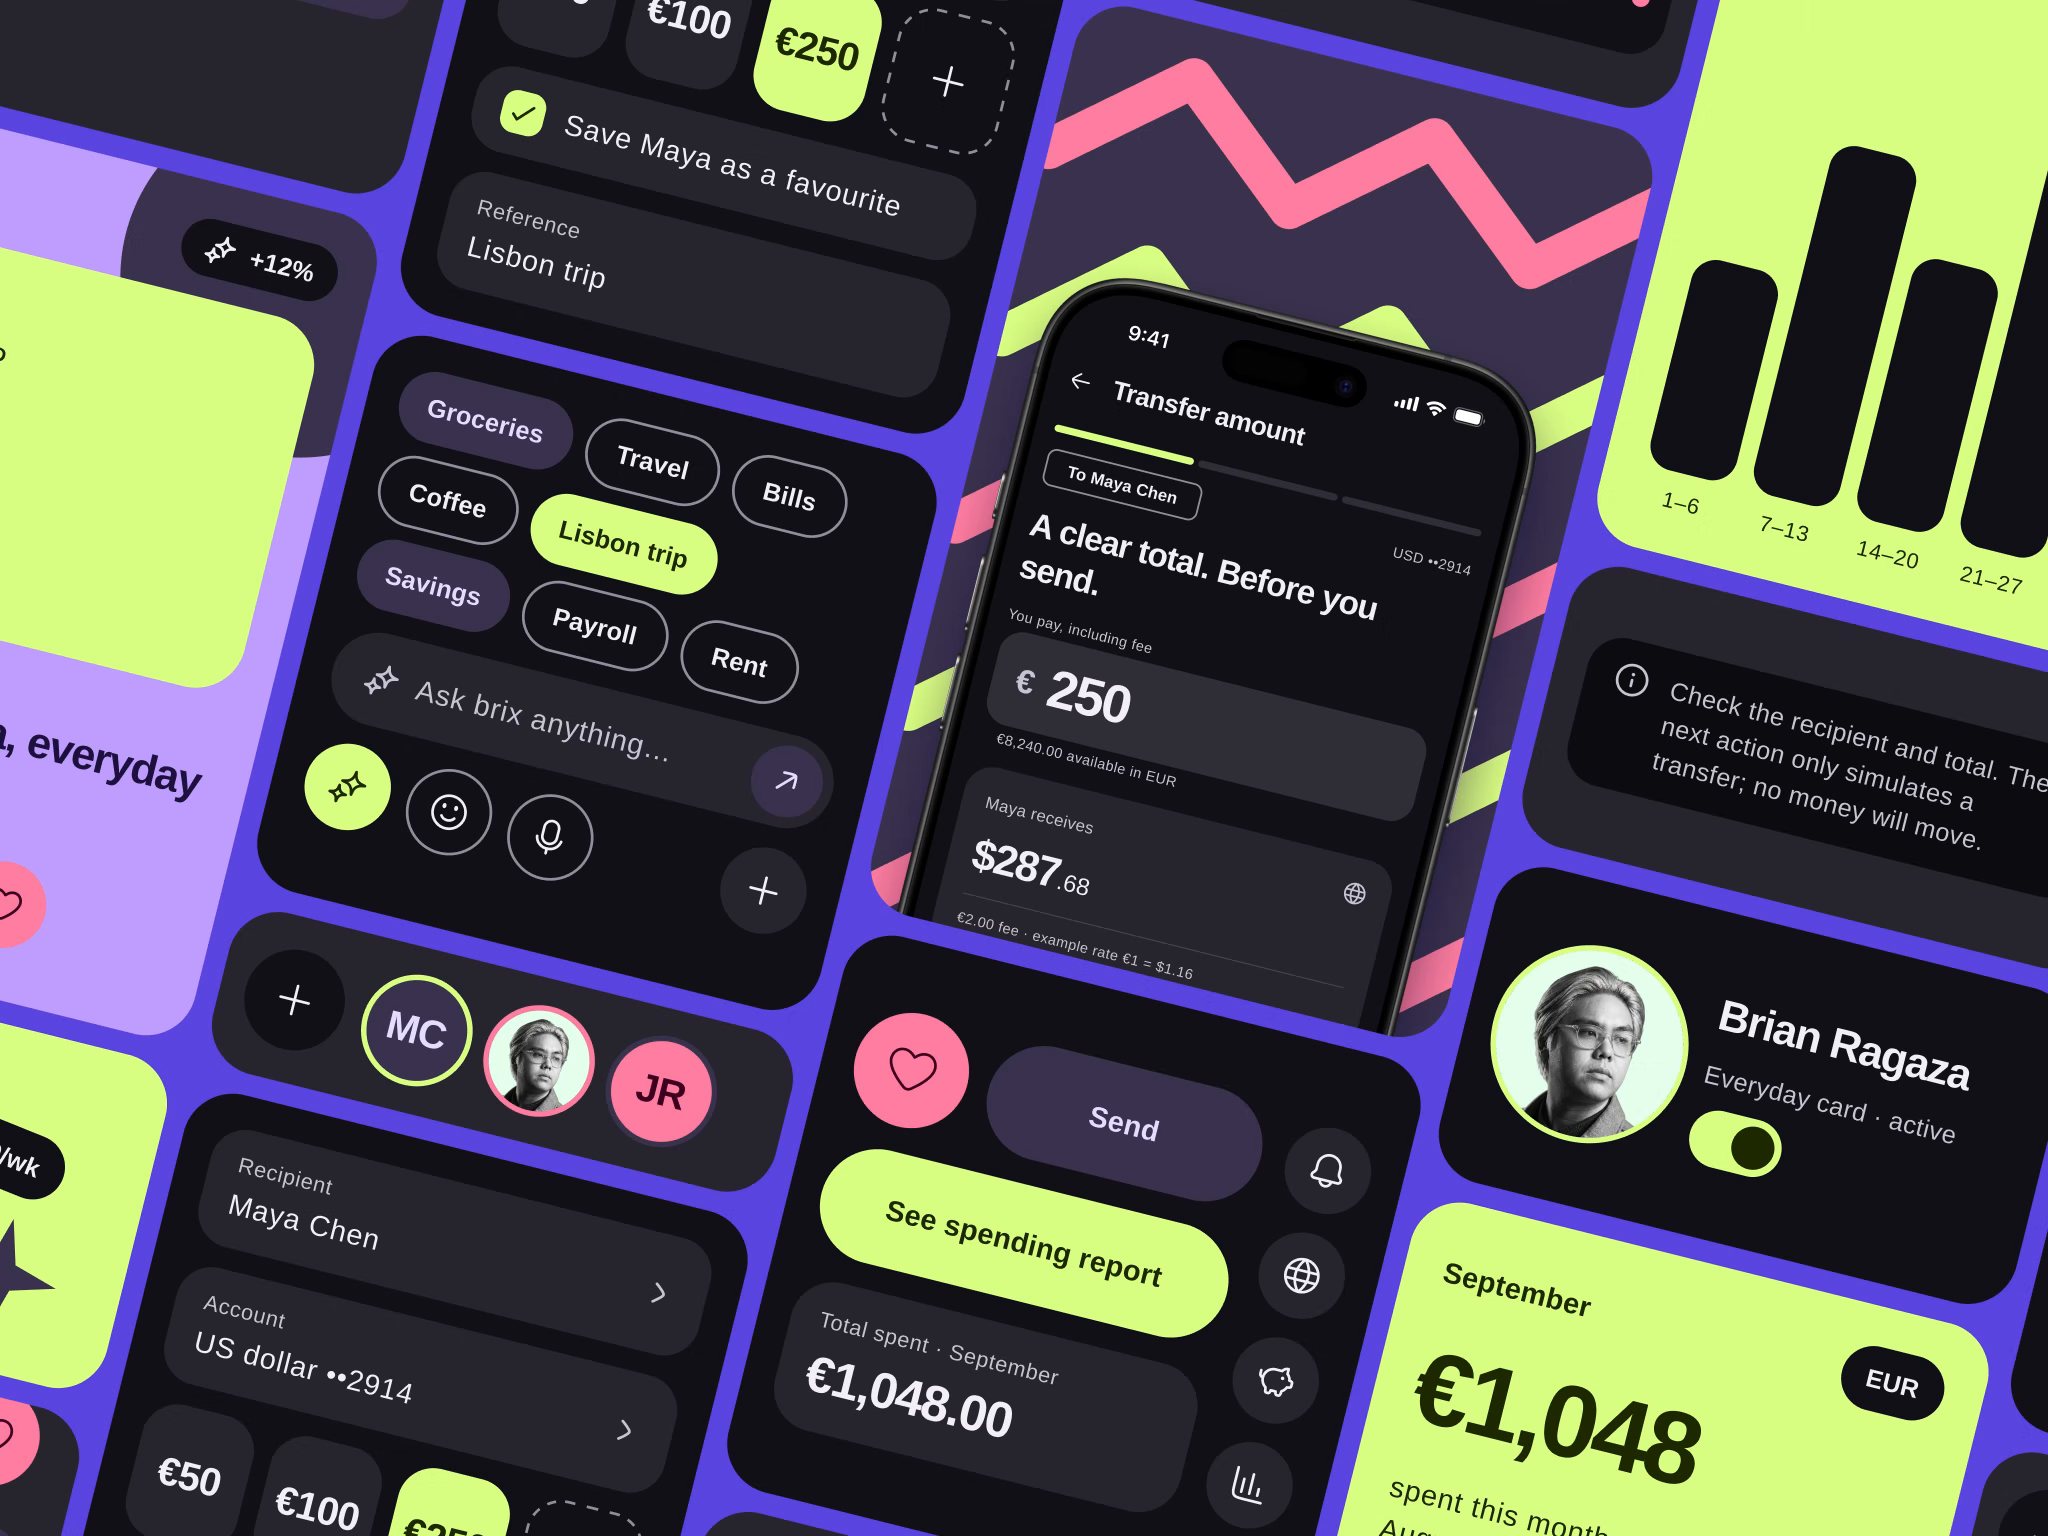 €100
€250
Save Maya as a favourite
Reference
Lisbon trip
+12%
everyday
Groceries
Travel
Bills
Coffee
Lisbon trip
Savings
Payroll
Rent
Ask brix anything...
MC
JR
/wk
Recipient
Maya Chen
Account
US dollar ••2914
€50
€100
9:41
Transfer amount
To Maya Chen
USD ••2914
A clear total. Before you
send.
You pay, including fee
€ 250
€8,240.00 available in EUR
Maya receives
$287.68
€2.00 fee · example rate €1 = $1.16
Send
See spending report
Total spent · September
€1,048.00
1–6
7–13
14–20
21–27
Check the recipient and total. The
next action only simulates a
transfer; no money will move.
Brian Ragaza
Everyday card · active
September
EUR
€1,048
spent this month